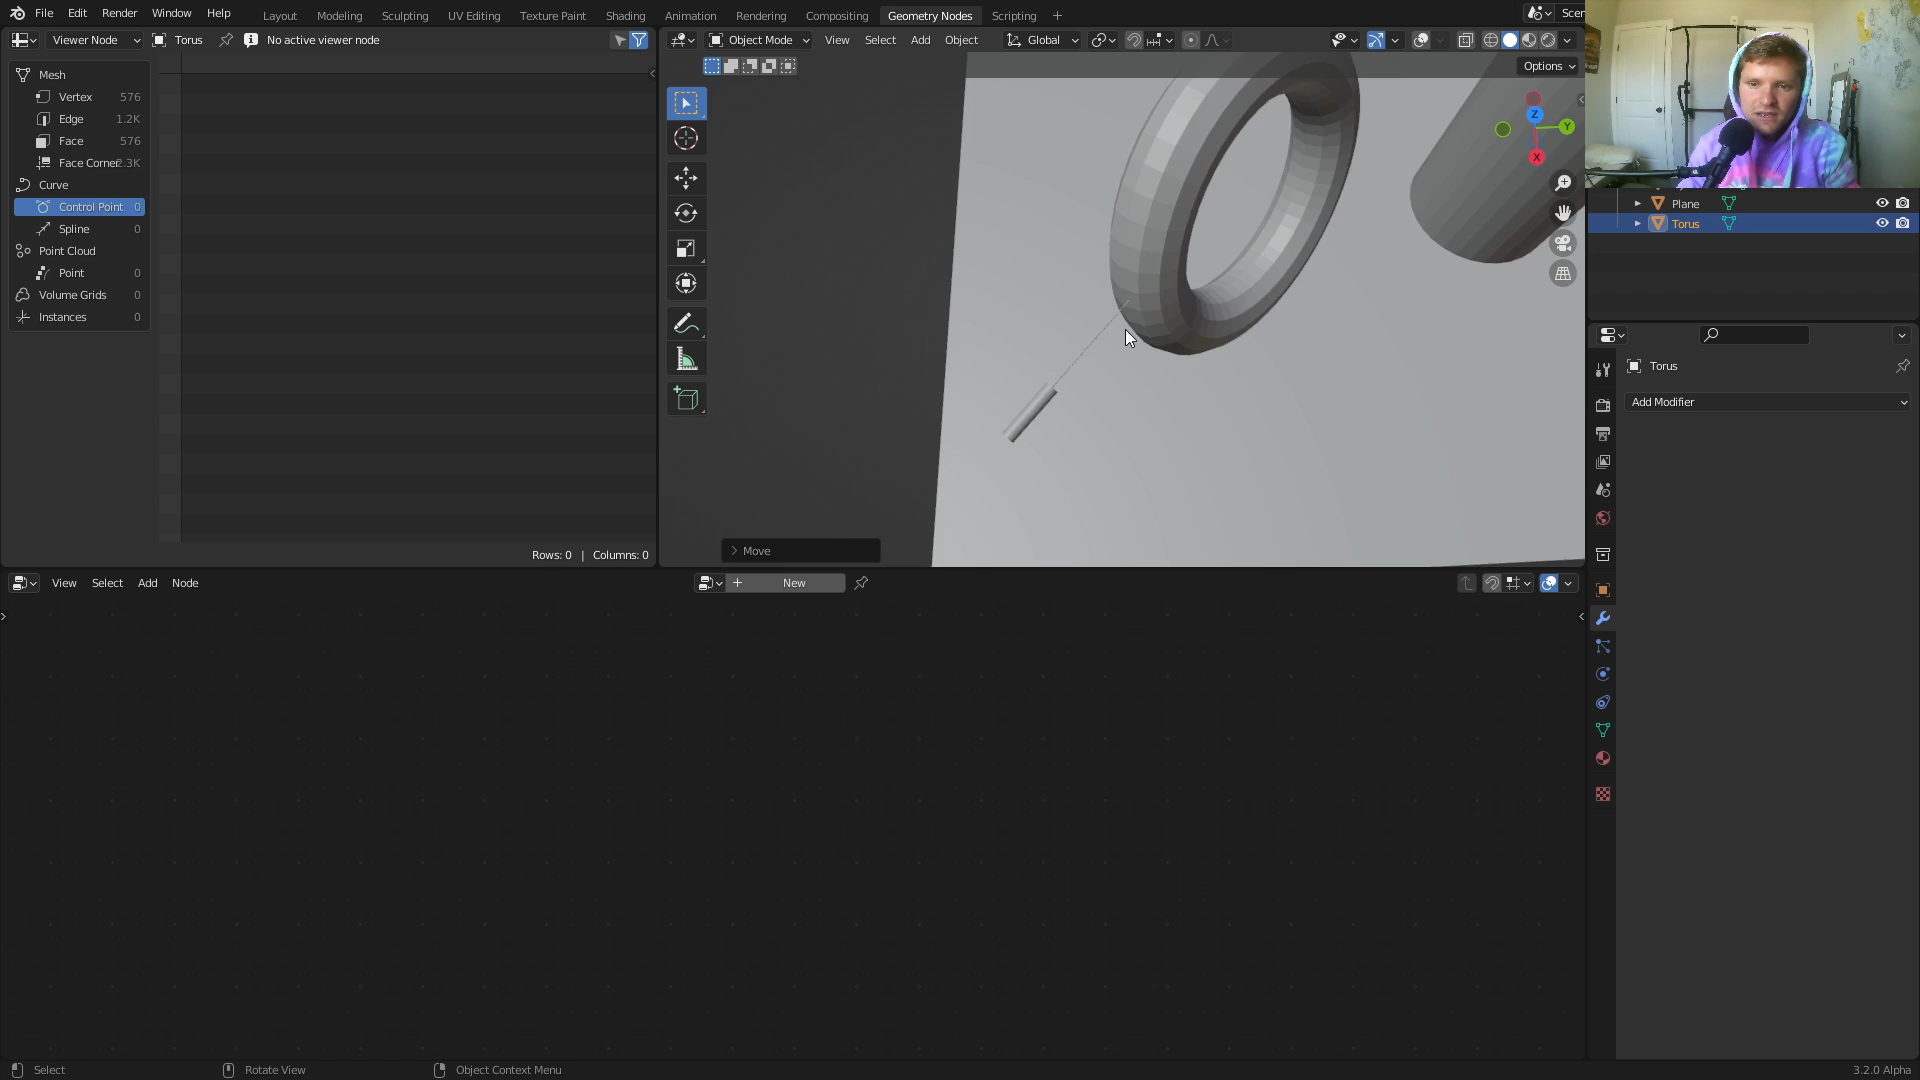 File Edit Render Window Help
Layout Modeling Sculpting UV Editing Texture Paint Shading Animation Rendering Compositing Geometry Nodes Scripting +
Scen
Viewer Node Torus No active viewer node
Object Mode View Select Add Object Global
Options
Mesh
Vertex 576
Edge 1.2K
Face 576
Face Corne 2.3K
Curve
Control Point 0
Spline 0
Point Cloud
Point 0
Volume Grids 0
Instances 0
Rows: 0 | Columns: 0
Z
Y
X
Move
Plane
Torus
Torus
Add Modifier
View Select Add Node
+ New
Select Rotate View Object Context Menu 3.2.0 Alpha